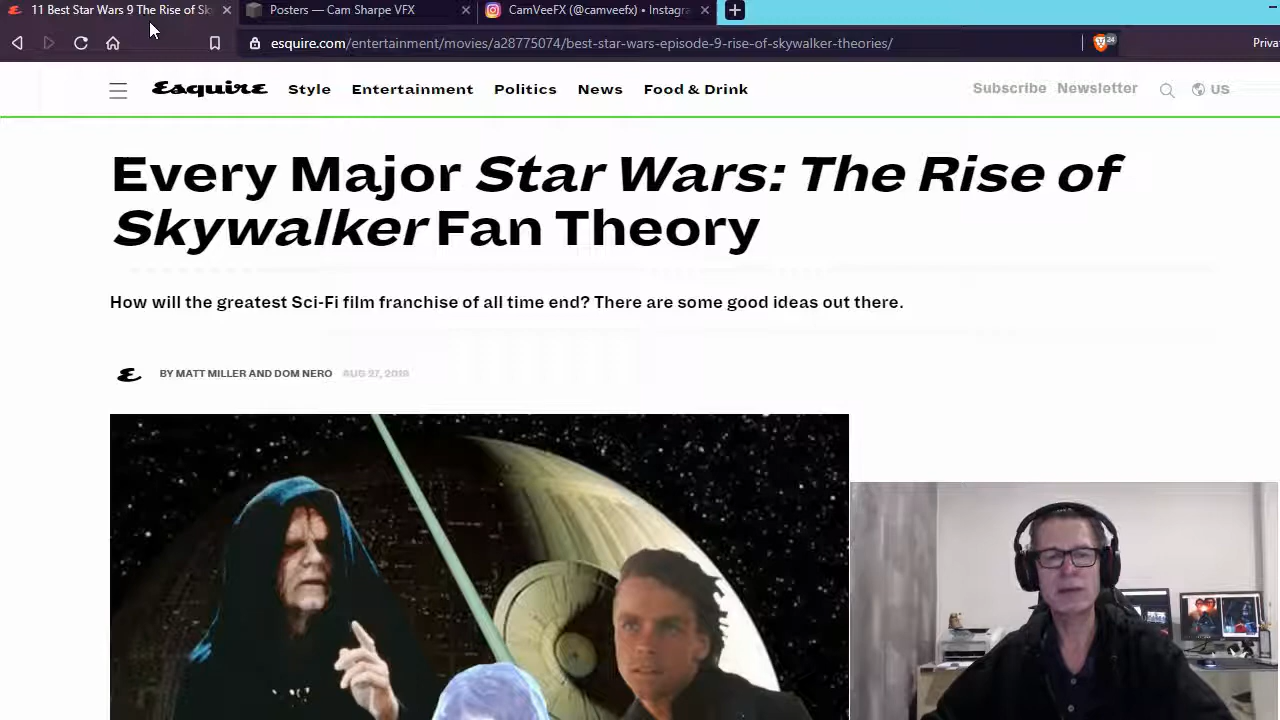 11 Best Star Wars 9 The Rise of Sk
Posters — Cam Sharpe VFX
CamVeeFX (@camveefx) • Instagra
esquire.com/entertainment/movies/a28775074/best-star-wars-episode-9-rise-of-skywalker-theories/
24
Priva
Esquire
Style
Entertainment
Politics
News
Food & Drink
Subscribe
Newsletter
US
Every Major Star Wars: The Rise of
Skywalker Fan Theory
How will the greatest Sci-Fi film franchise of all time end? There are some good ideas out there.
E
BY MATT MILLER AND DOM NERO
AUG 27, 2019